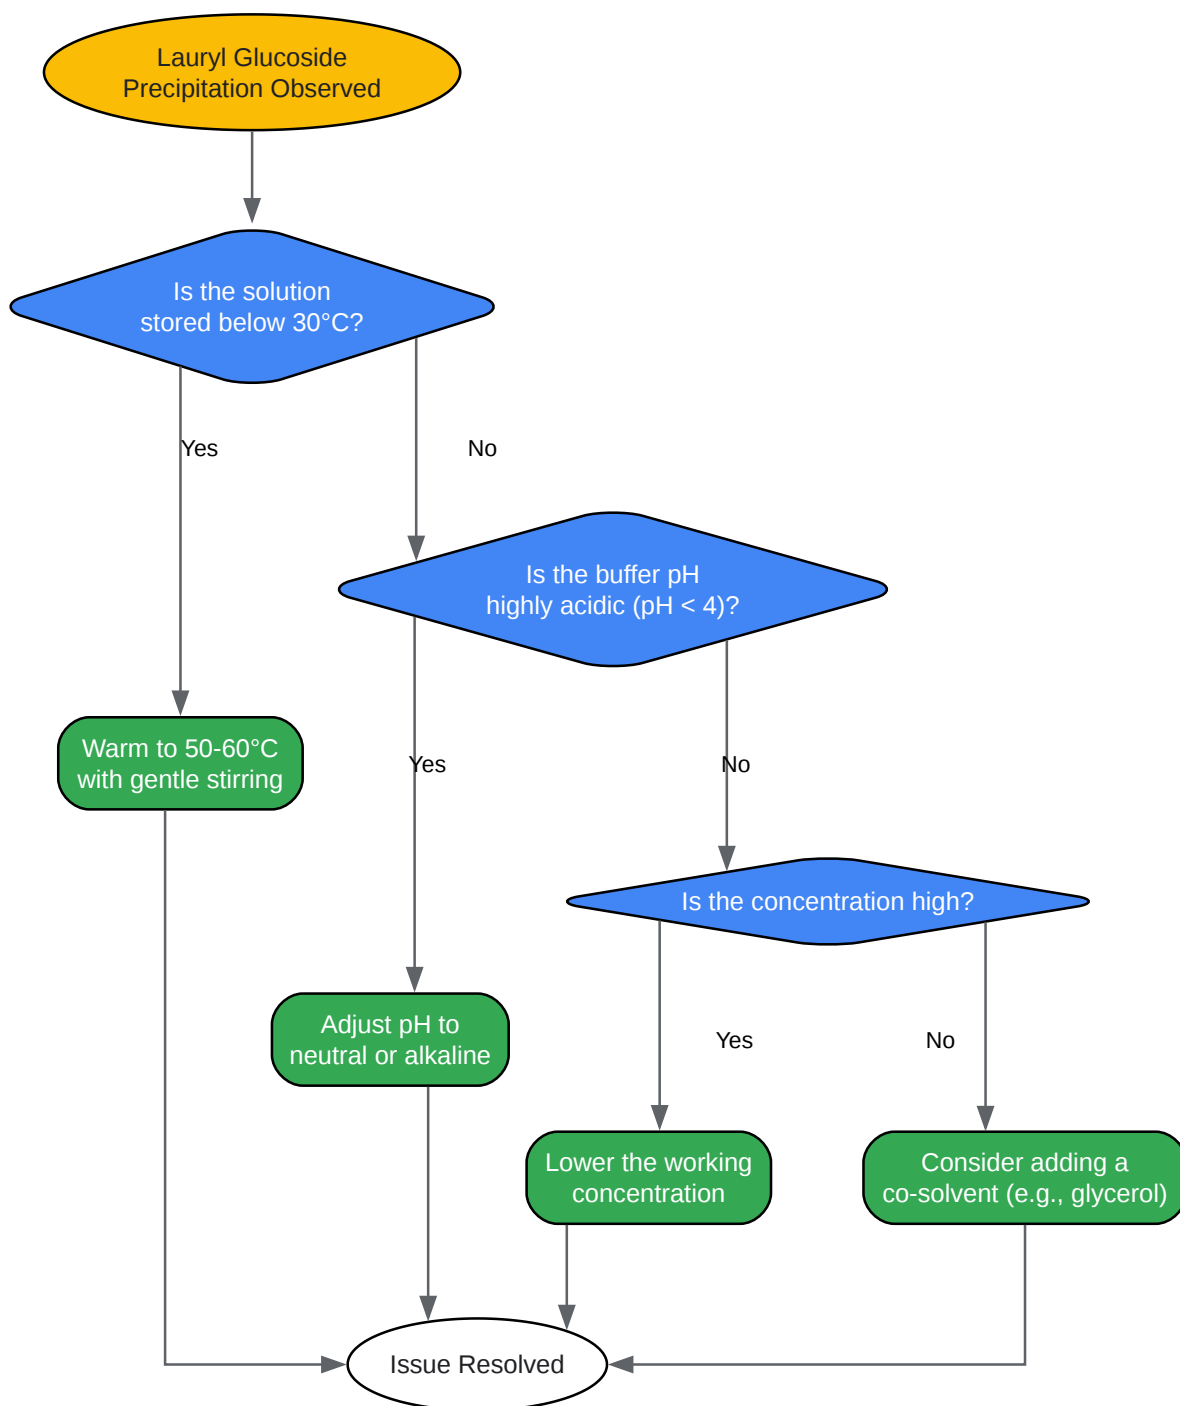 Lauryl Glucoside
Precipitation Observed
Is the solution
stored below 30°C?
Yes
No
Is the buffer pH
highly acidic (pH < 4)?
Warm to 50-60°C
with gentle stirring
Yes
No
Is the concentration high?
Adjust pH to
neutral or alkaline
Yes
No
Lower the working
concentration
Consider adding a
co-solvent (e.g., glycerol)
Issue Resolved